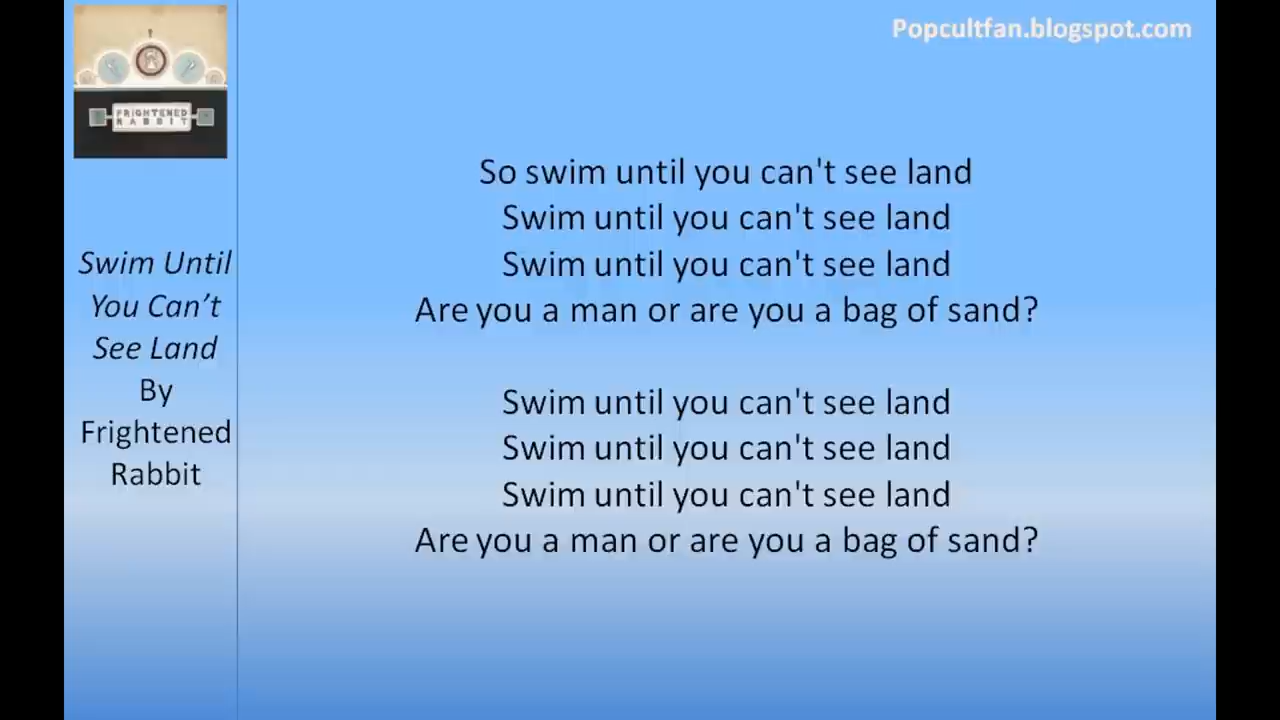 Popcultfan.blogspot.com
FRIGHTENED
RABBIT
Swim Until
You Can’t
See Land
By
Frightened
Rabbit
So swim until you can't see land
Swim until you can't see land
Swim until you can't see land
Are you a man or are you a bag of sand?
Swim until you can't see land
Swim until you can't see land
Swim until you can't see land
Are you a man or are you a bag of sand?